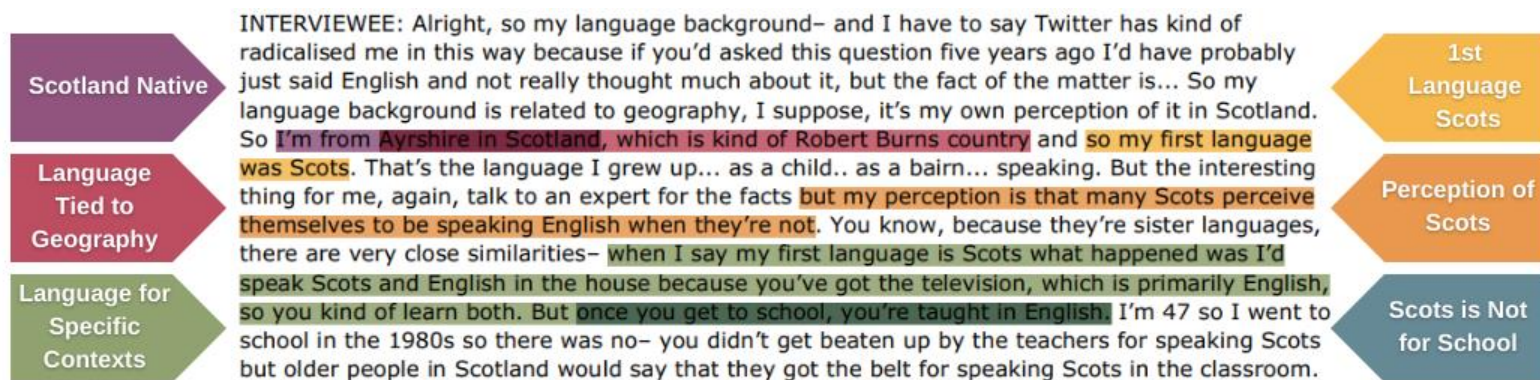 Scotland Native
Language
Tied to
Geography
Language for
Specific
Contexts
INTERVIEWEE: Alright, so my language background– and I have to say Twitter has kind of
radicalised me in this way because if you’d asked this question five years ago I’d have probably
just said English and not really thought much about it, but the fact of the matter is... So my
language background is related to geography, I suppose, it’s my own perception of it in Scotland.
So I’m from Ayrshire in Scotland, which is kind of Robert Burns country and so my first language
was Scots. That’s the language I grew up... as a child.. as a bairn... speaking. But the interesting
thing for me, again, talk to an expert for the facts but my perception is that many Scots perceive
themselves to be speaking English when they’re not. You know, because they’re sister languages,
there are very close similarities– when I say my first language is Scots what happened was I’d
speak Scots and English in the house because you’ve got the television, which is primarily English,
so you kind of learn both. But once you get to school, you’re taught in English. I’m 47 so I went to
school in the 1980s so there was no– you didn’t get beaten up by the teachers for speaking Scots
but older people in Scotland would say that they got the belt for speaking Scots in the classroom.
1st
Language
Scots
Perception of
Scots
Scots is Not
for School